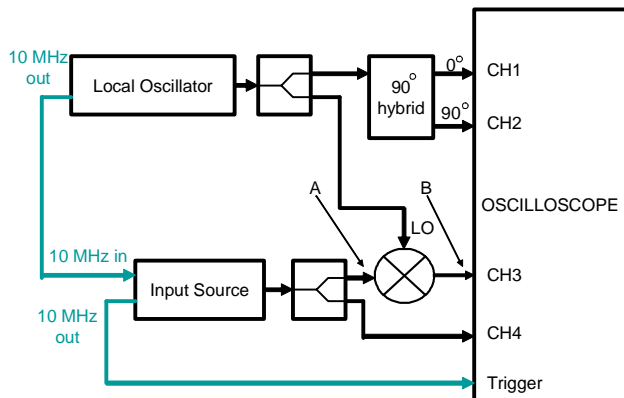 10 MHz
out
Local Oscillator
90°
hybrid
0°
CH1
90°
CH2
A
B
LO
OSCILLOSCOPE
10 MHz in
Input Source
CH3
10 MHz
out
CH4
Trigger